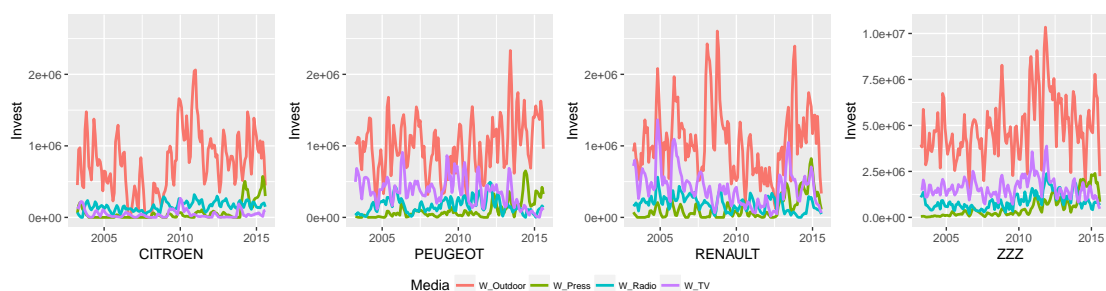 Invest
2e+06
1e+06
0e+00
2005
2010
2015
CITROEN
Invest
2e+06
1e+06
0e+00
2005
2010
2015
PEUGEOT
Invest
2e+06
1e+06
0e+00
2005
2010
2015
RENAULT
Invest
1.0e+07
7.5e+06
5.0e+06
2.5e+06
0.0e+00
2005
2010
2015
ZZZ
Media W_Outdoor W_Press W_Radio W_TV